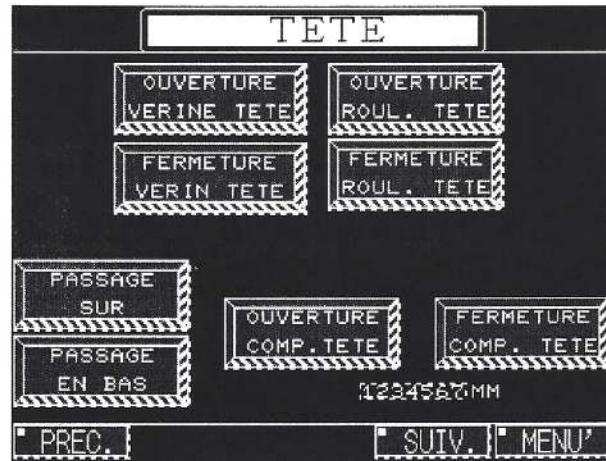 TETE
OUVERTURE
VERINE TETE
OUVERTURE
ROUL. TETE
FERMETURE
VERIN TETE
FERMETURE
ROUL. TETE
PASSAGE
SUR
PASSAGE
EN BAS
OUVERTURE
COMP.TETE
FERMETURE
COMP. TETE
1234567 MM
PREC.
SUIV.
MENU'